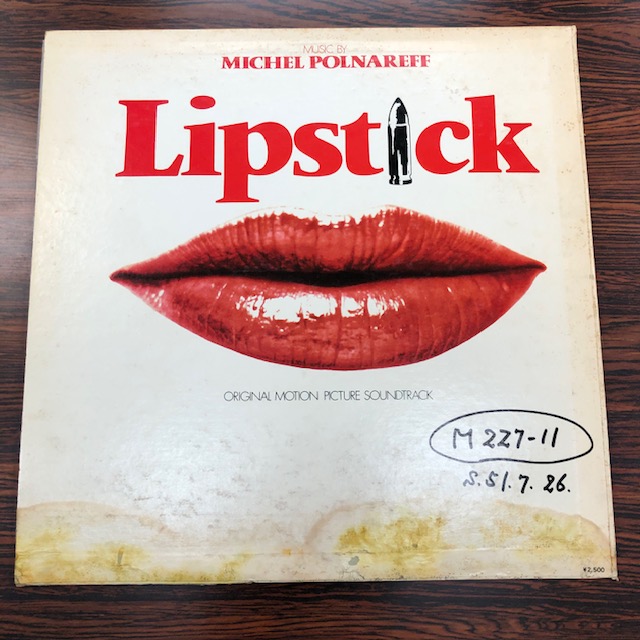 MUSIC BY
MICHEL POLNAREFF
Lipstick
ORIGINAL MOTION PICTURE SOUNDTRACK
M 227-11
S.51.7.26.
¥2,500